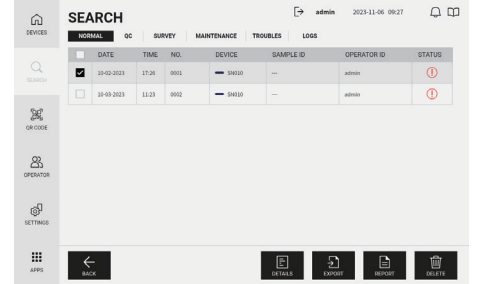 SEARCH
admin 2023-11-06 09:27
NORMAL QC SURVEY MAINTENANCE TROUBLES LOGS
DATE TIME NO. DEVICE SAMPLE ID OPERATOR ID STATUS
10-02-2023 17:26 0001 SN010 --- admin
10-03-2023 11:23 0002 SN010 --- admin
DEVICES
SEARCH
QR CODE
OPERATOR
SETTINGS
APPS
BACK
DETAILS EXPORT REPORT DELETE